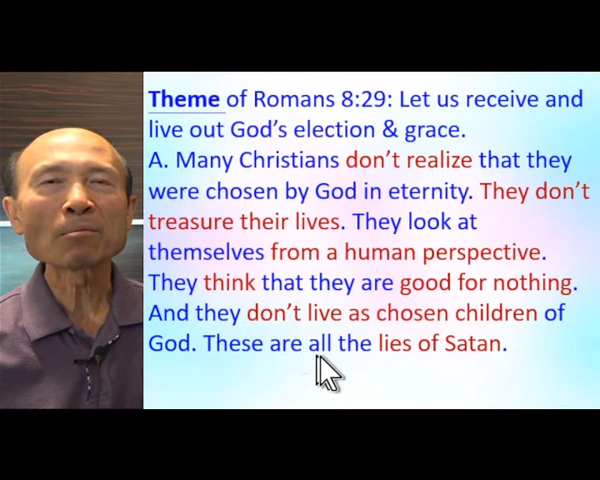 Theme of Romans 8:29: Let us receive and
live out God's election & grace.
A. Many Christians don't realize that they
were chosen by God in eternity. They don't
treasure their lives. They look at
themselves from a human perspective.
They think that they are good for nothing.
And they don't live as chosen children of
God. These are all the lies of Satan.